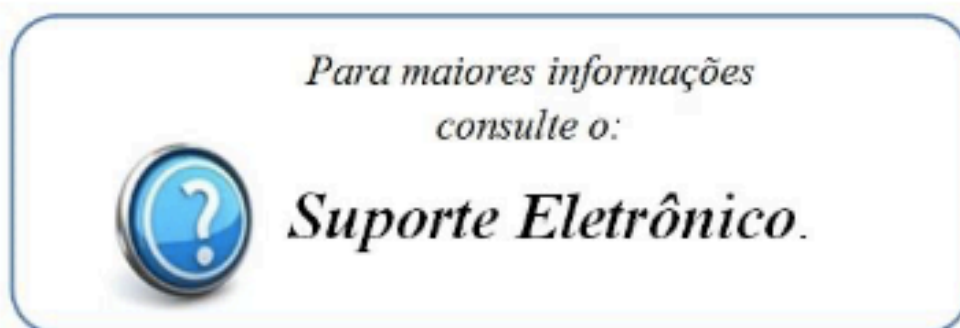 Para maiores informações
consulte o:
Suporte Eletrônico.